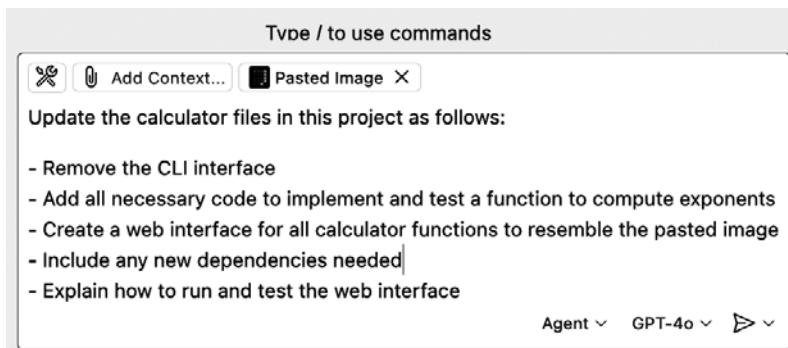 Type / to use commands
Add Context... Pasted Image ×
Update the calculator files in this project as follows:
- Remove the CLI interface
- Add all necessary code to implement and test a function to compute exponents
- Create a web interface for all calculator functions to resemble the pasted image
- Include any new dependencies needed
- Explain how to run and test the web interface
Agent GPT-4o